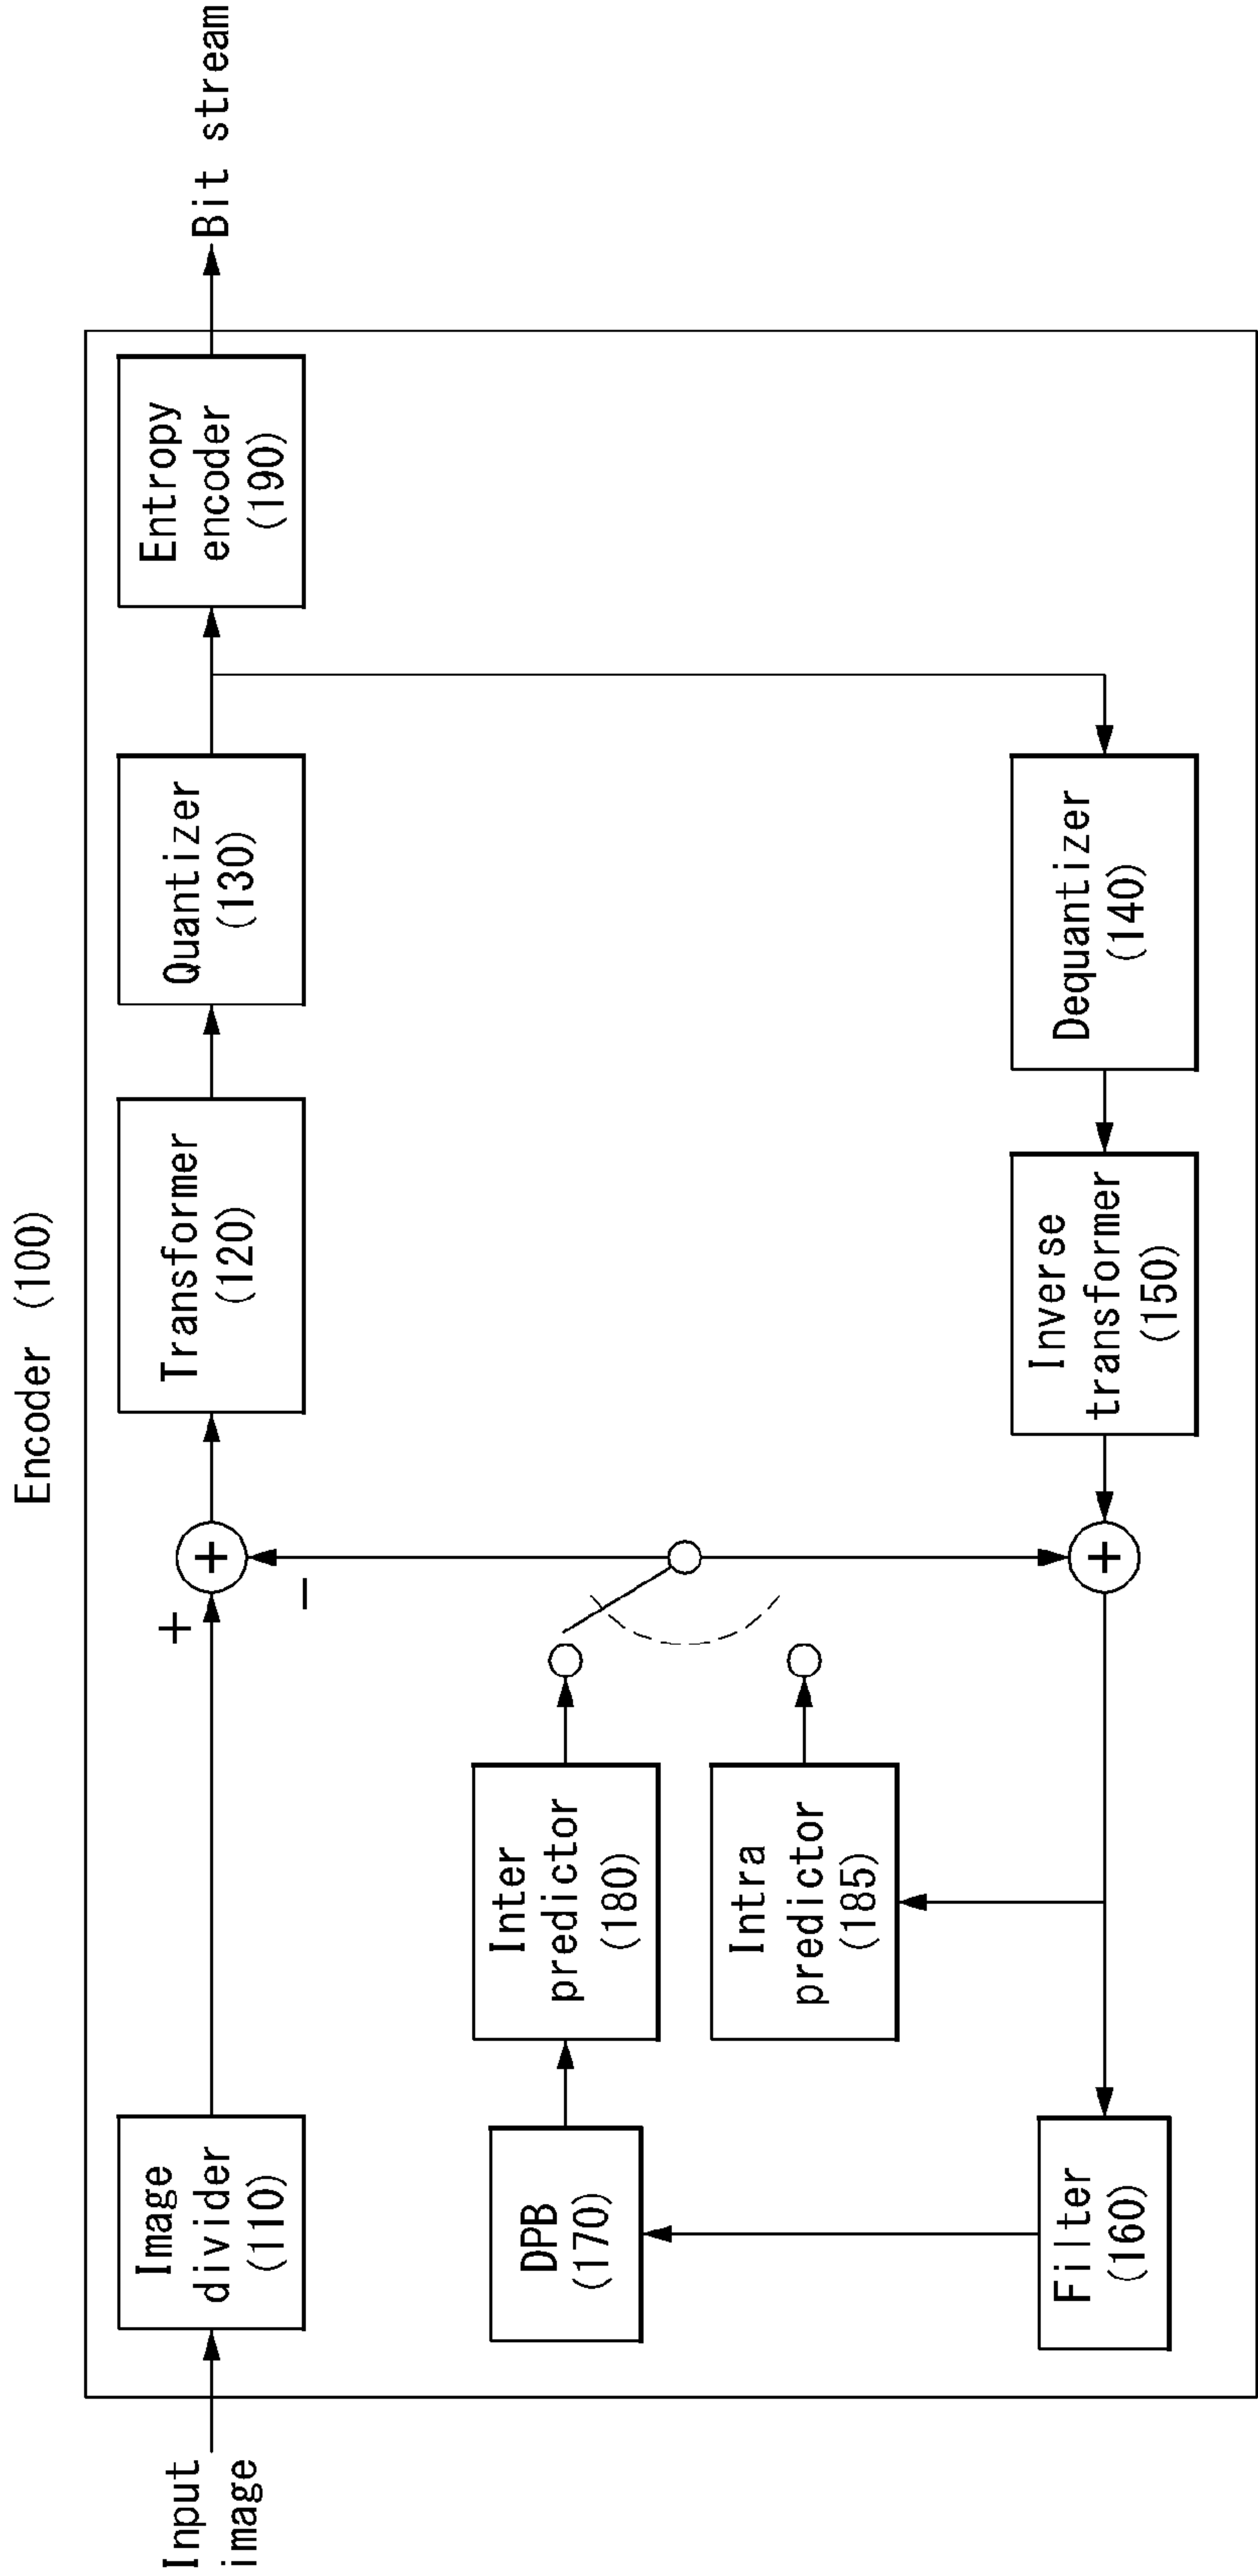 Encoder (100)
Input
image
Image
divider
(110)
+
−
+
Transformer
(120)
Quantizer
(130)
Entropy
encoder
(190)
Bit stream
DPB
(170)
Inter
predictor
(180)
Intra
predictor
(185)
Filter
(160)
+
Inverse
transformer
(150)
Dequantizer
(140)